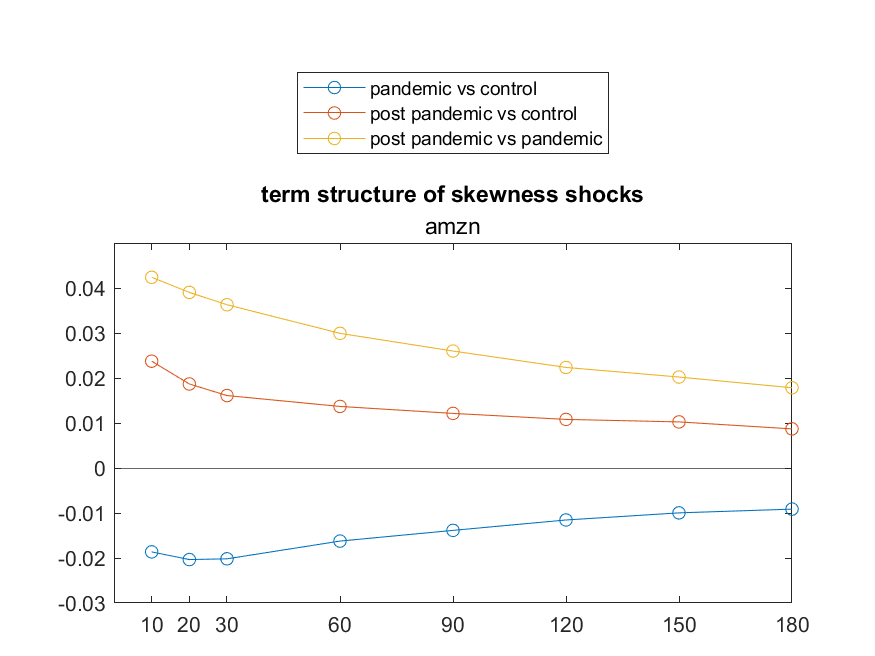 pandemic vs control
post pandemic vs control
post pandemic vs pandemic
term structure of skewness shocks
amzn
0.04
0.03
0.02
0.01
0
-0.01
-0.02
-0.03
10 20 30 60 90 120 150 180